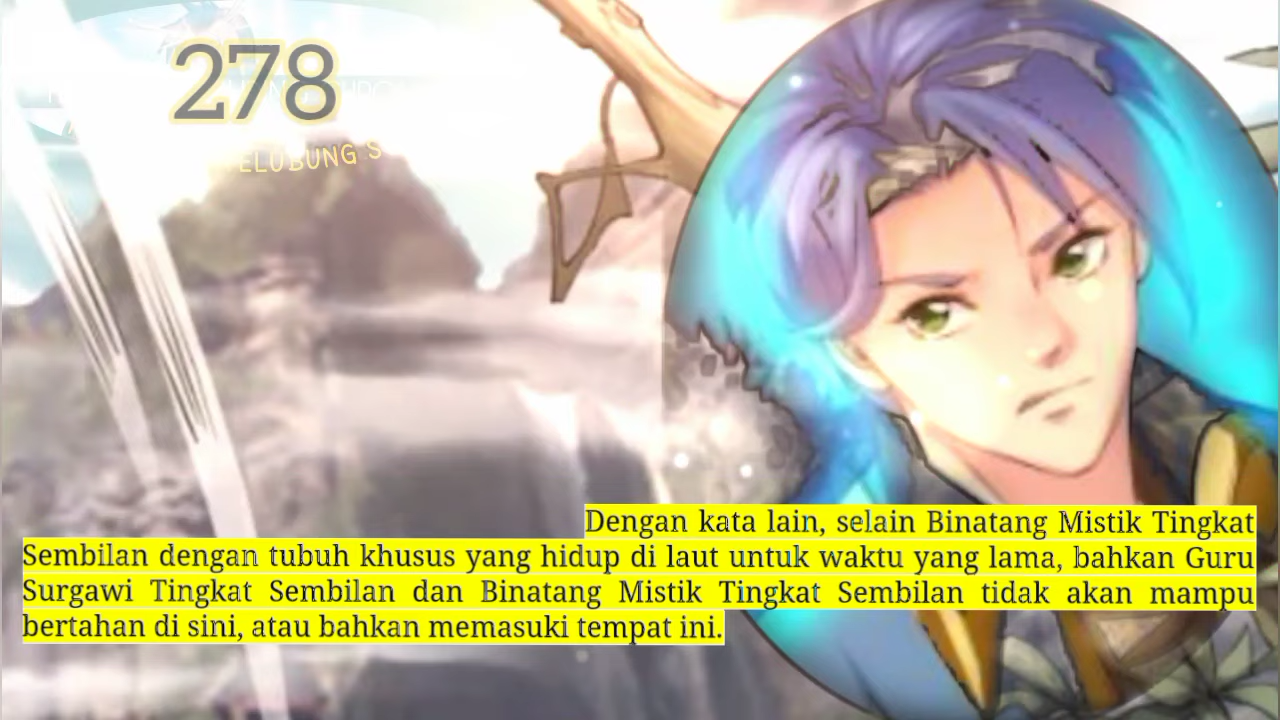 278
ELUBUNG S
Dengan kata lain, selain Binatang Mistik Tingkat
Sembilan dengan tubuh khusus yang hidup di laut untuk waktu yang lama, bahkan Guru
Surgawi Tingkat Sembilan dan Binatang Mistik Tingkat Sembilan tidak akan mampu
bertahan di sini, atau bahkan memasuki tempat ini.